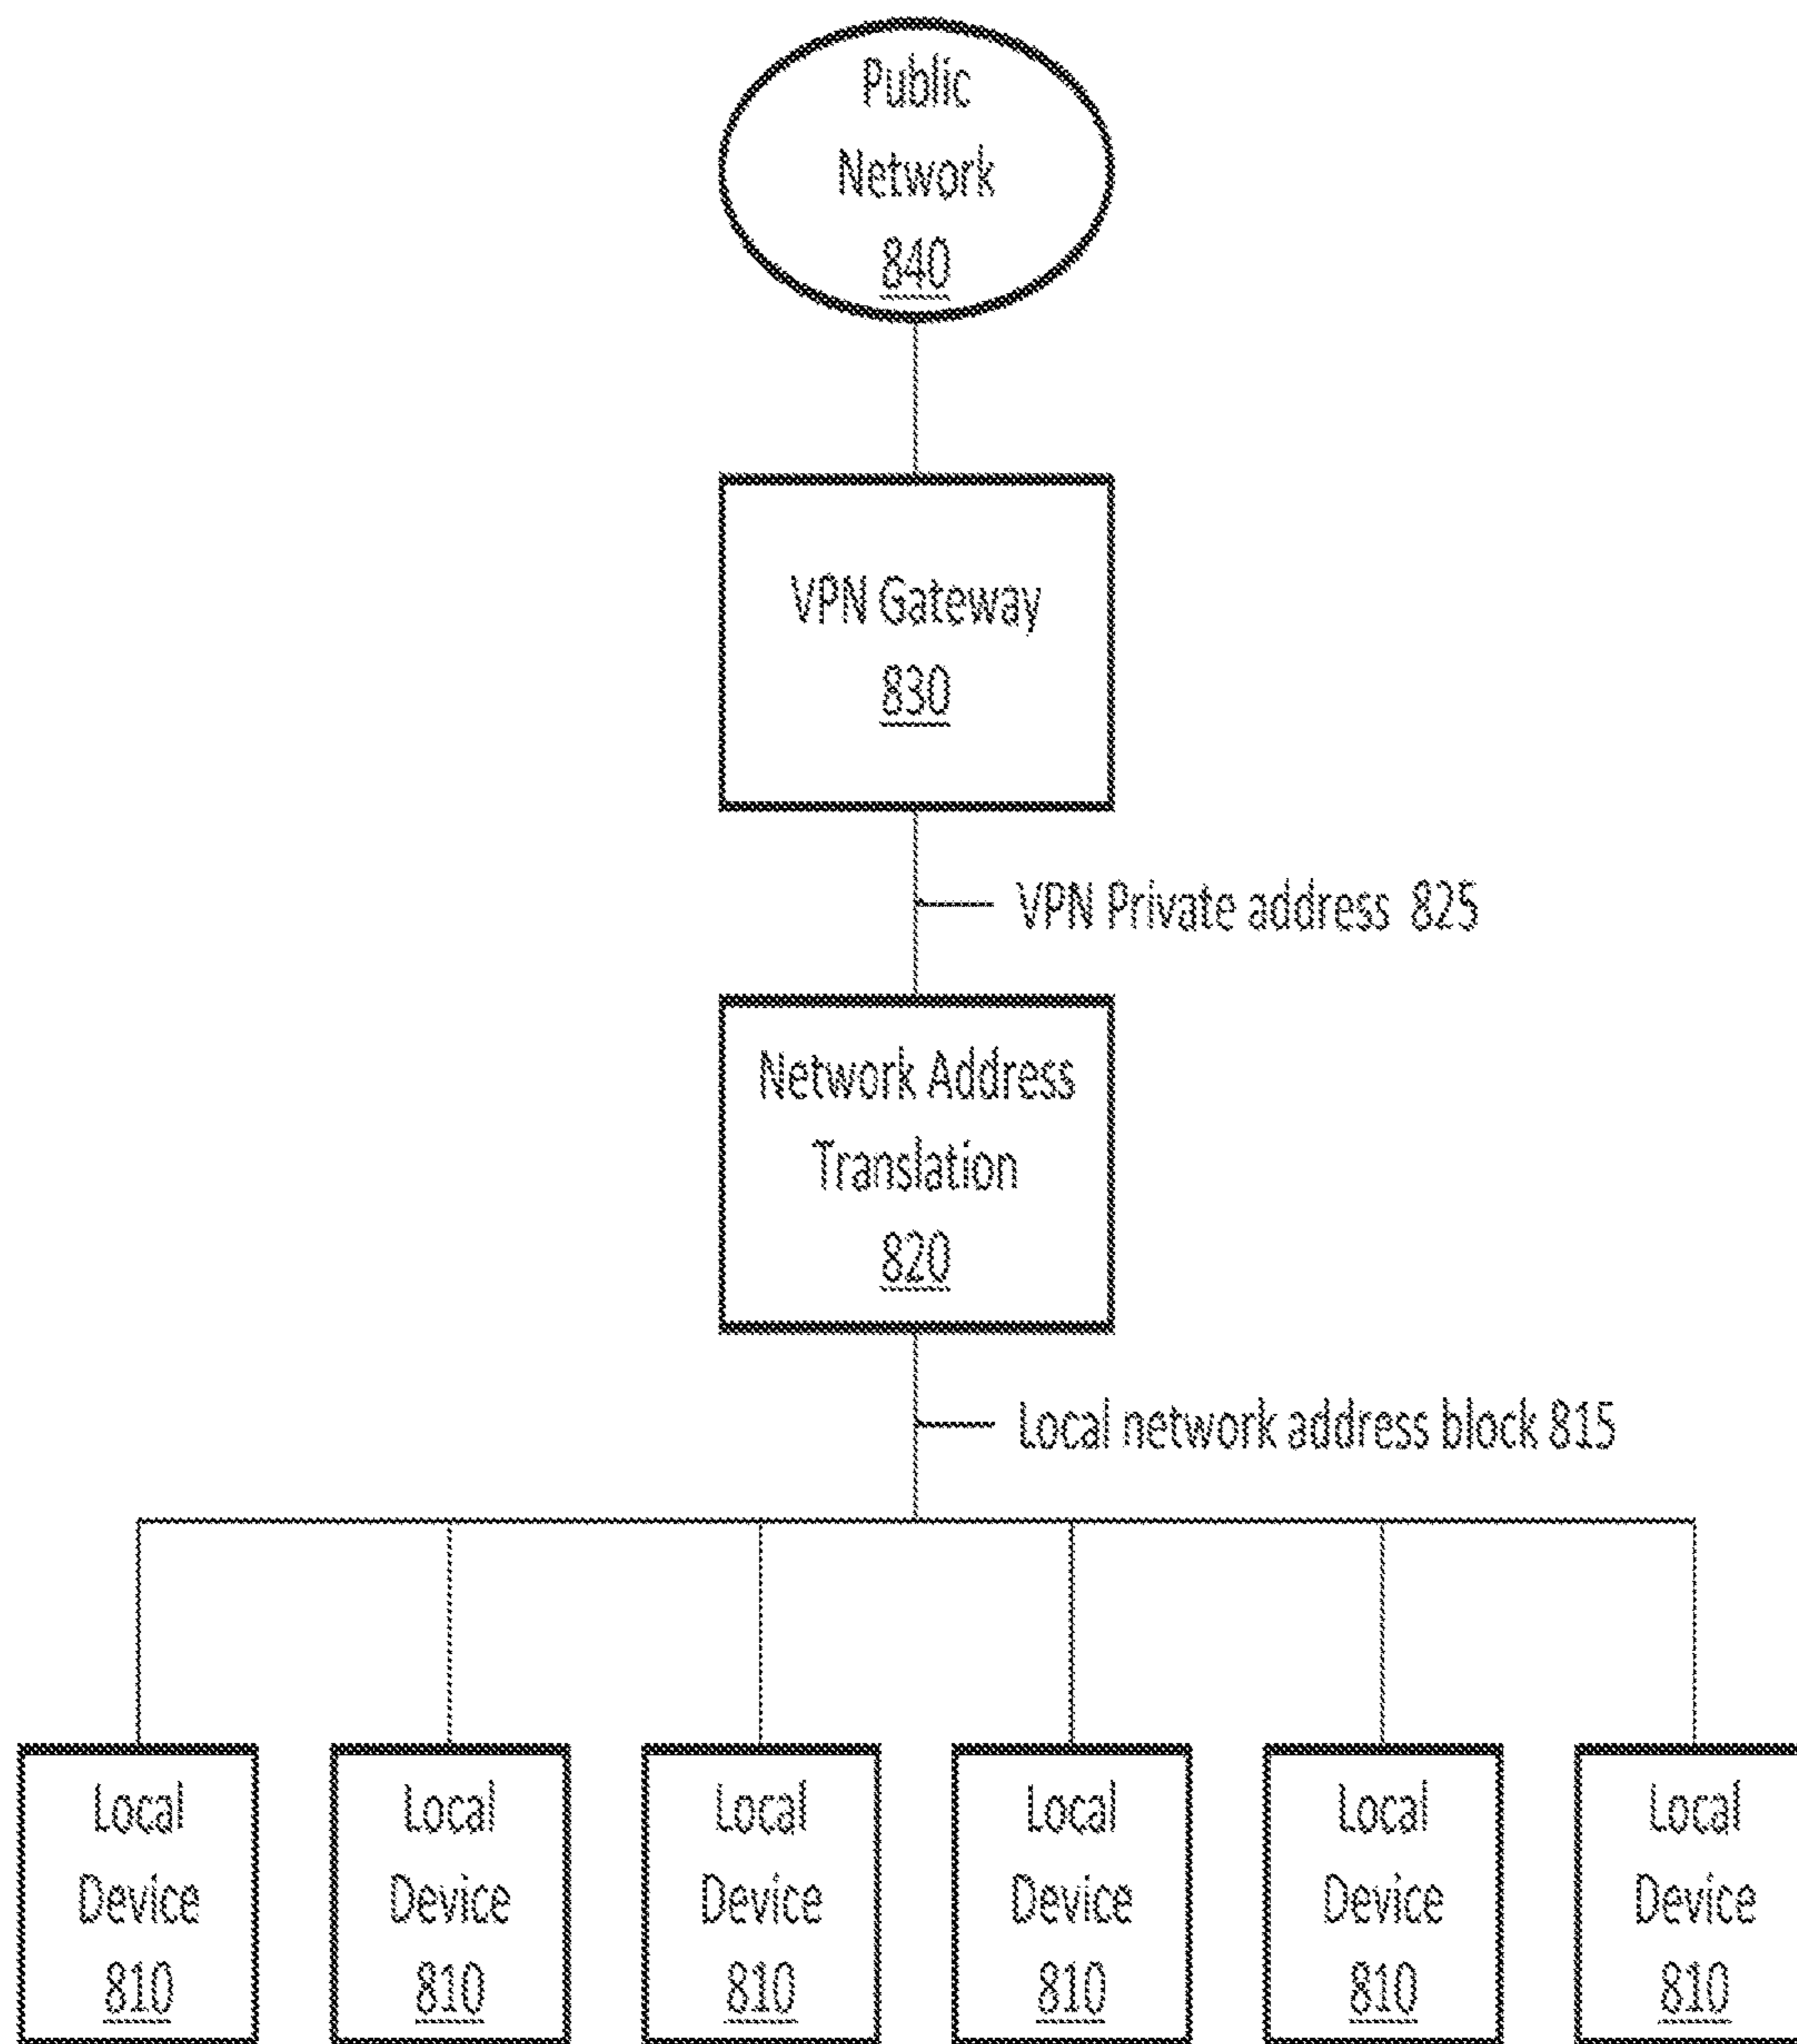 Public
Network
840
VPN Gateway
830
VPN Private address 825
Network Address
Translation
820
Local network address block 815
Local
Device
810
Local
Device
810
Local
Device
810
Local
Device
810
Local
Device
810
Local
Device
810